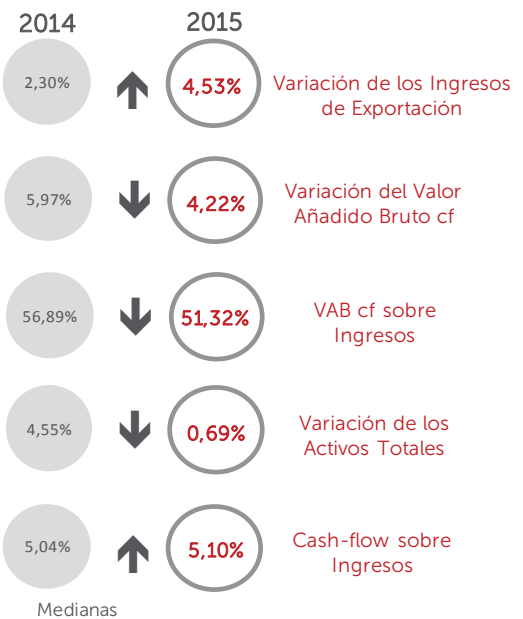 2014 2015
2,30% 4,53% Variación de los Ingresos
de Exportación
5,97% 4,22% Variación del Valor
Añadido Bruto cf
56,89% 51,32% VAB cf sobre
Ingresos
4,55% 0,69% Variación de los
Activos Totales
5,04% 5,10% Cash-flow sobre
Ingresos
Medianas